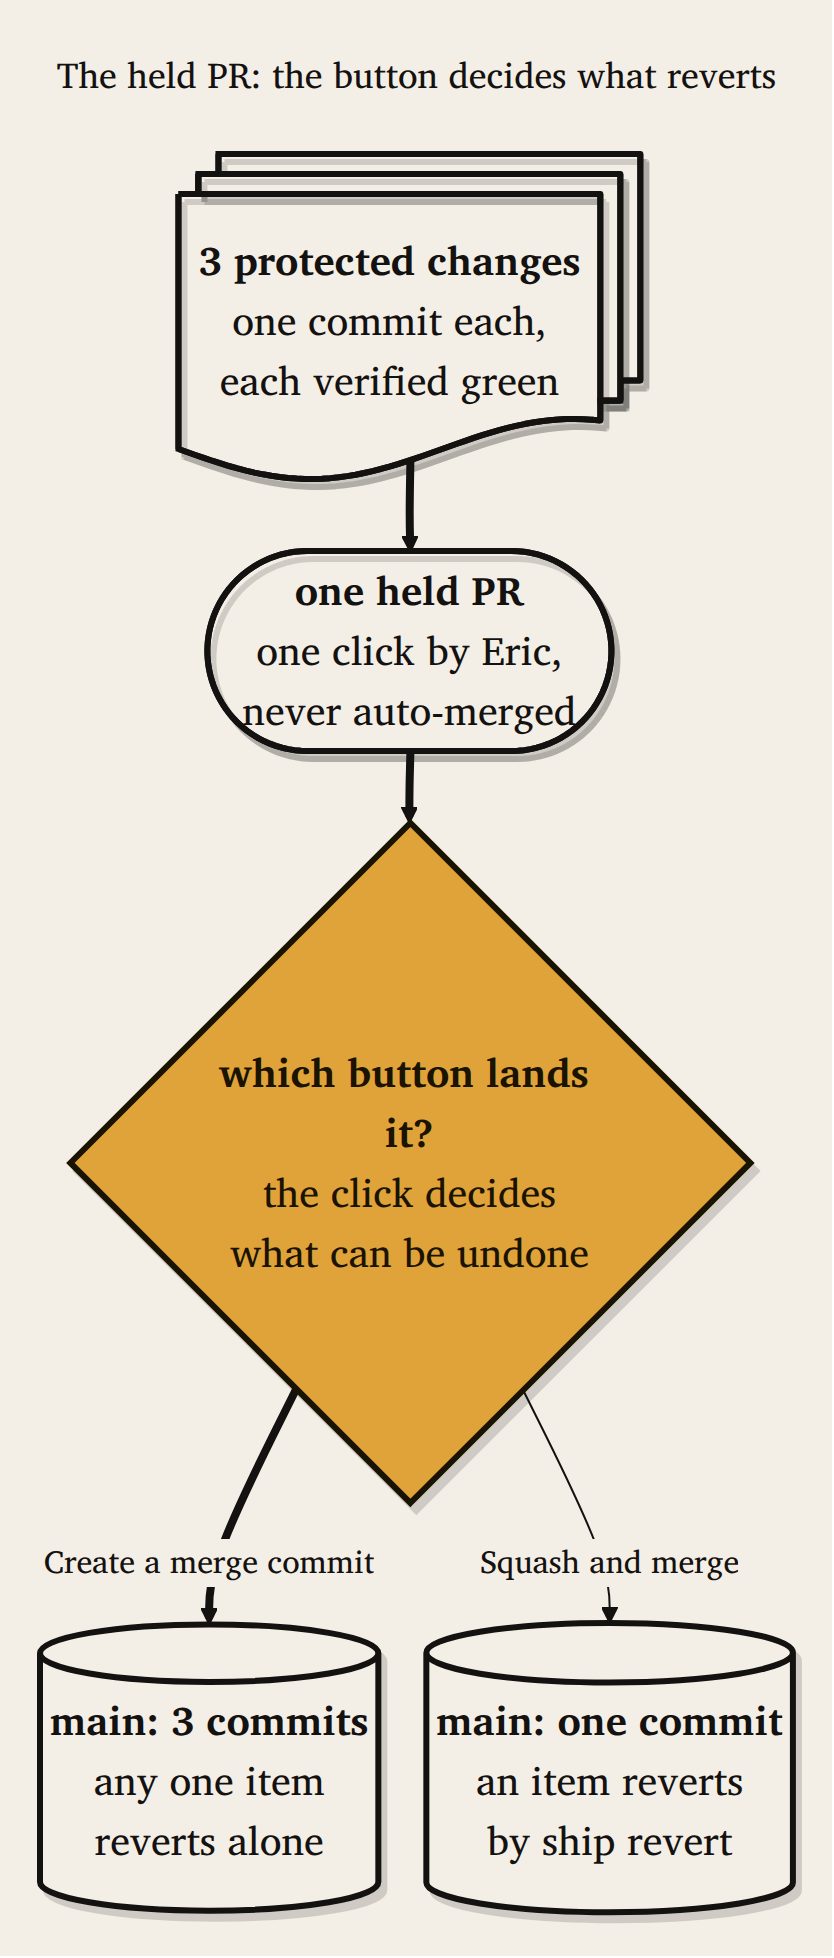 The held PR: the button decides what reverts
3 protected changes
one commit each,
each verified green
one held PR
one click by Eric,
never auto-merged
which button lands
it?
the click decides
what can be undone
Create a merge commit
Squash and merge
main: 3 commits
any one item
reverts alone
main: one commit
an item reverts
by ship revert